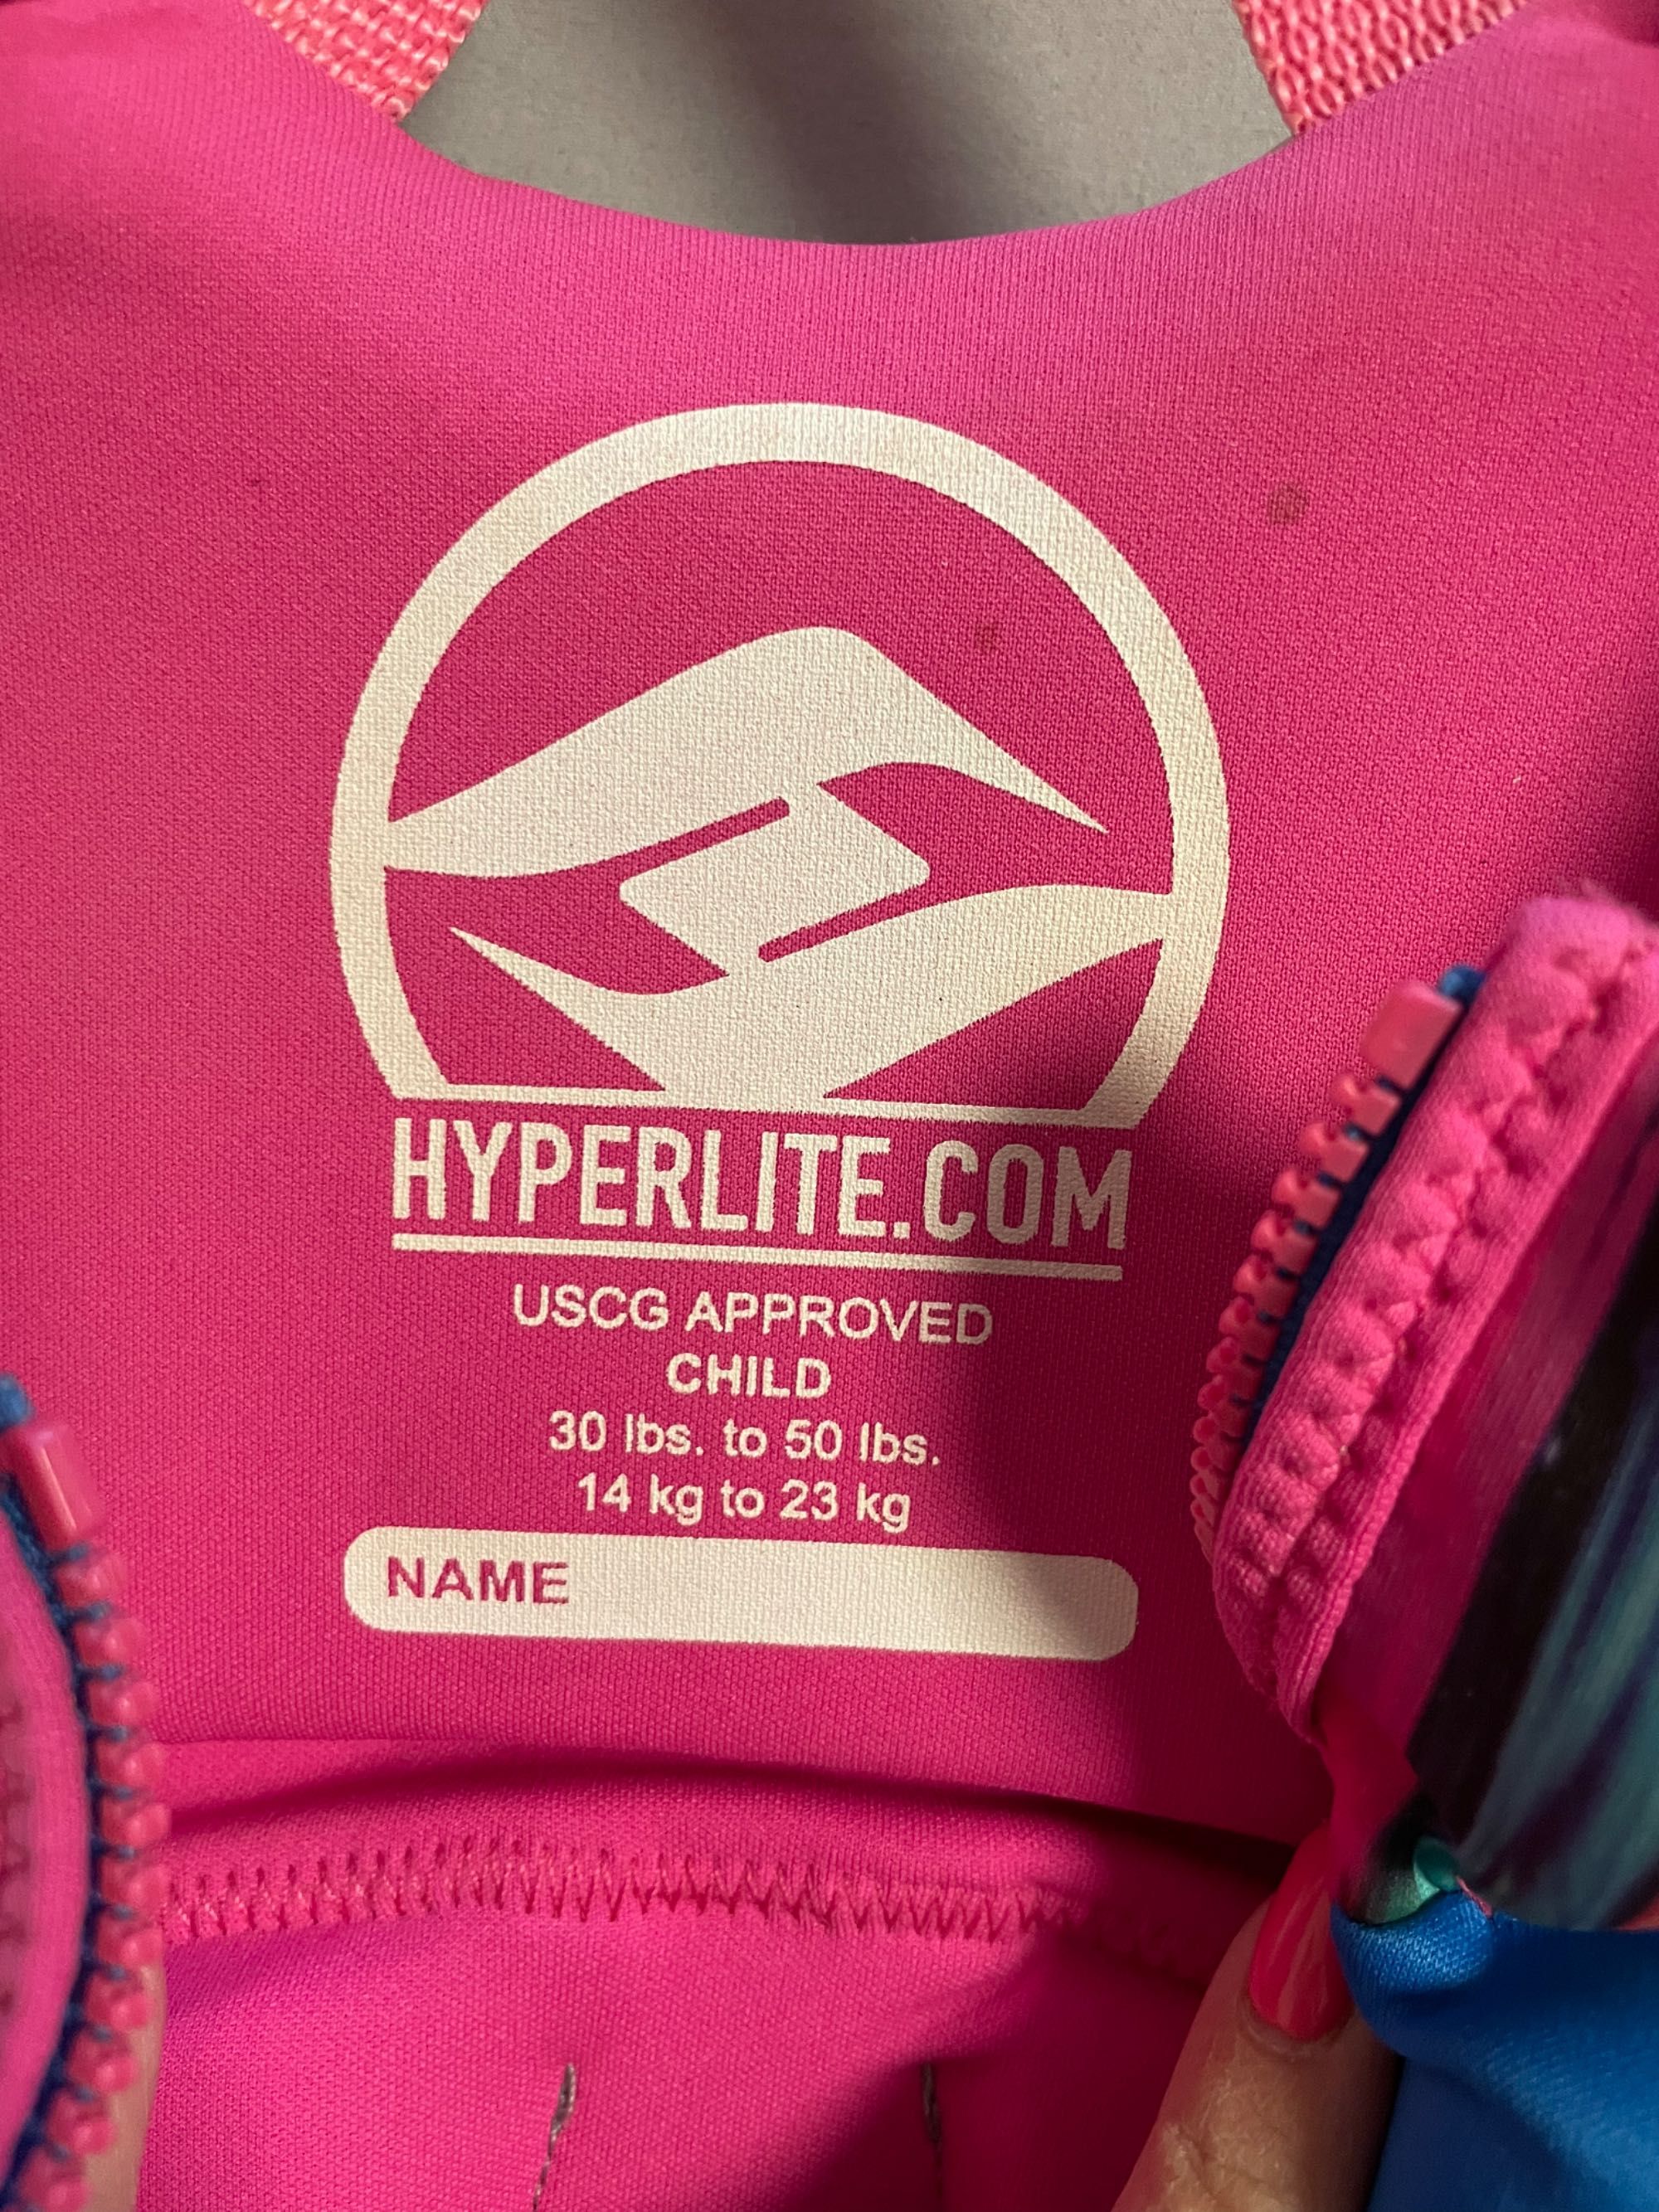 HYPERLITE.COM
USCG APPROVED
CHILD
30 lbs. to 50 lbs.
14 kg to 23 kg
NAME